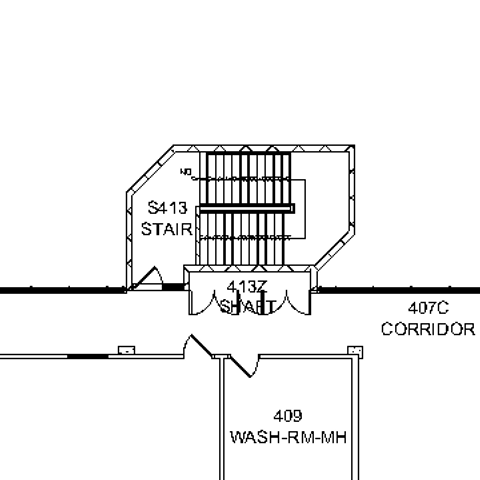 S413
STAIR
413Z
SHAFT
407C
CORRIDOR
409
WASH-RM-MH